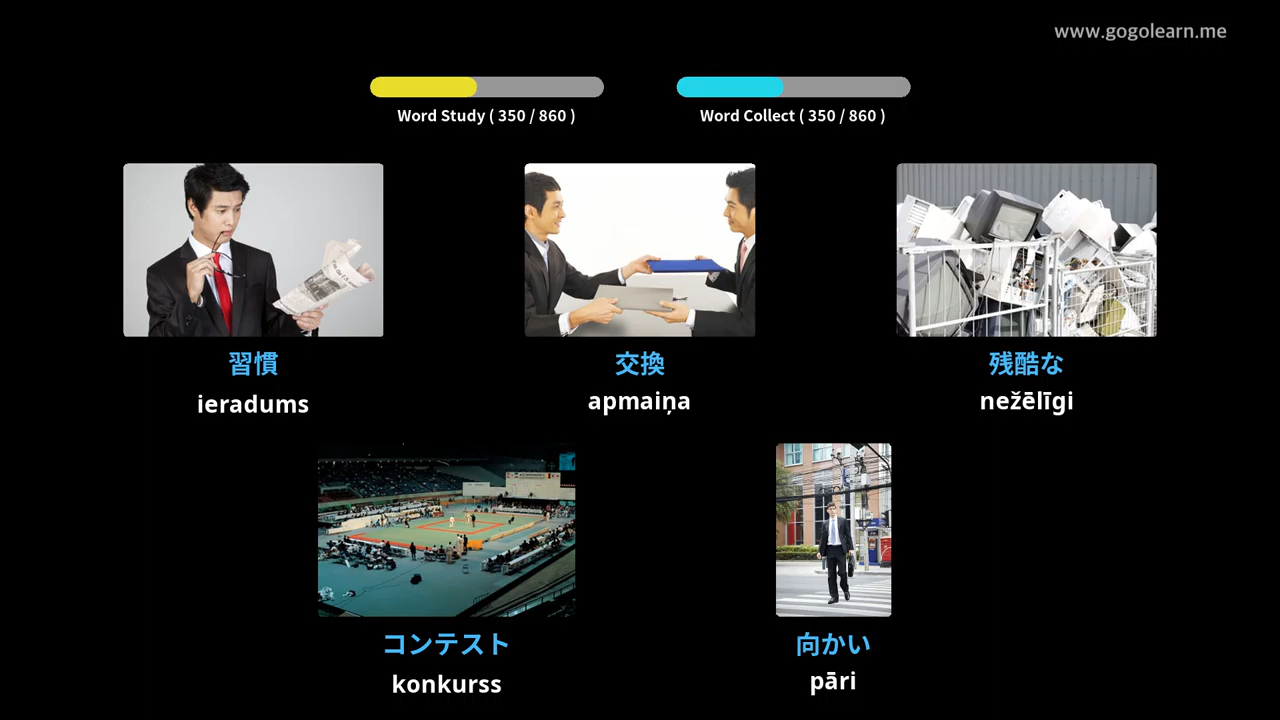 www.gogolearn.me
Word Study ( 350 / 860 )
Word Collect ( 350 / 860 )
習慣
ieradums
交換
apmaiņa
残酷な
nežēlīgi
コンテスト
konkurss
向かい
pāri